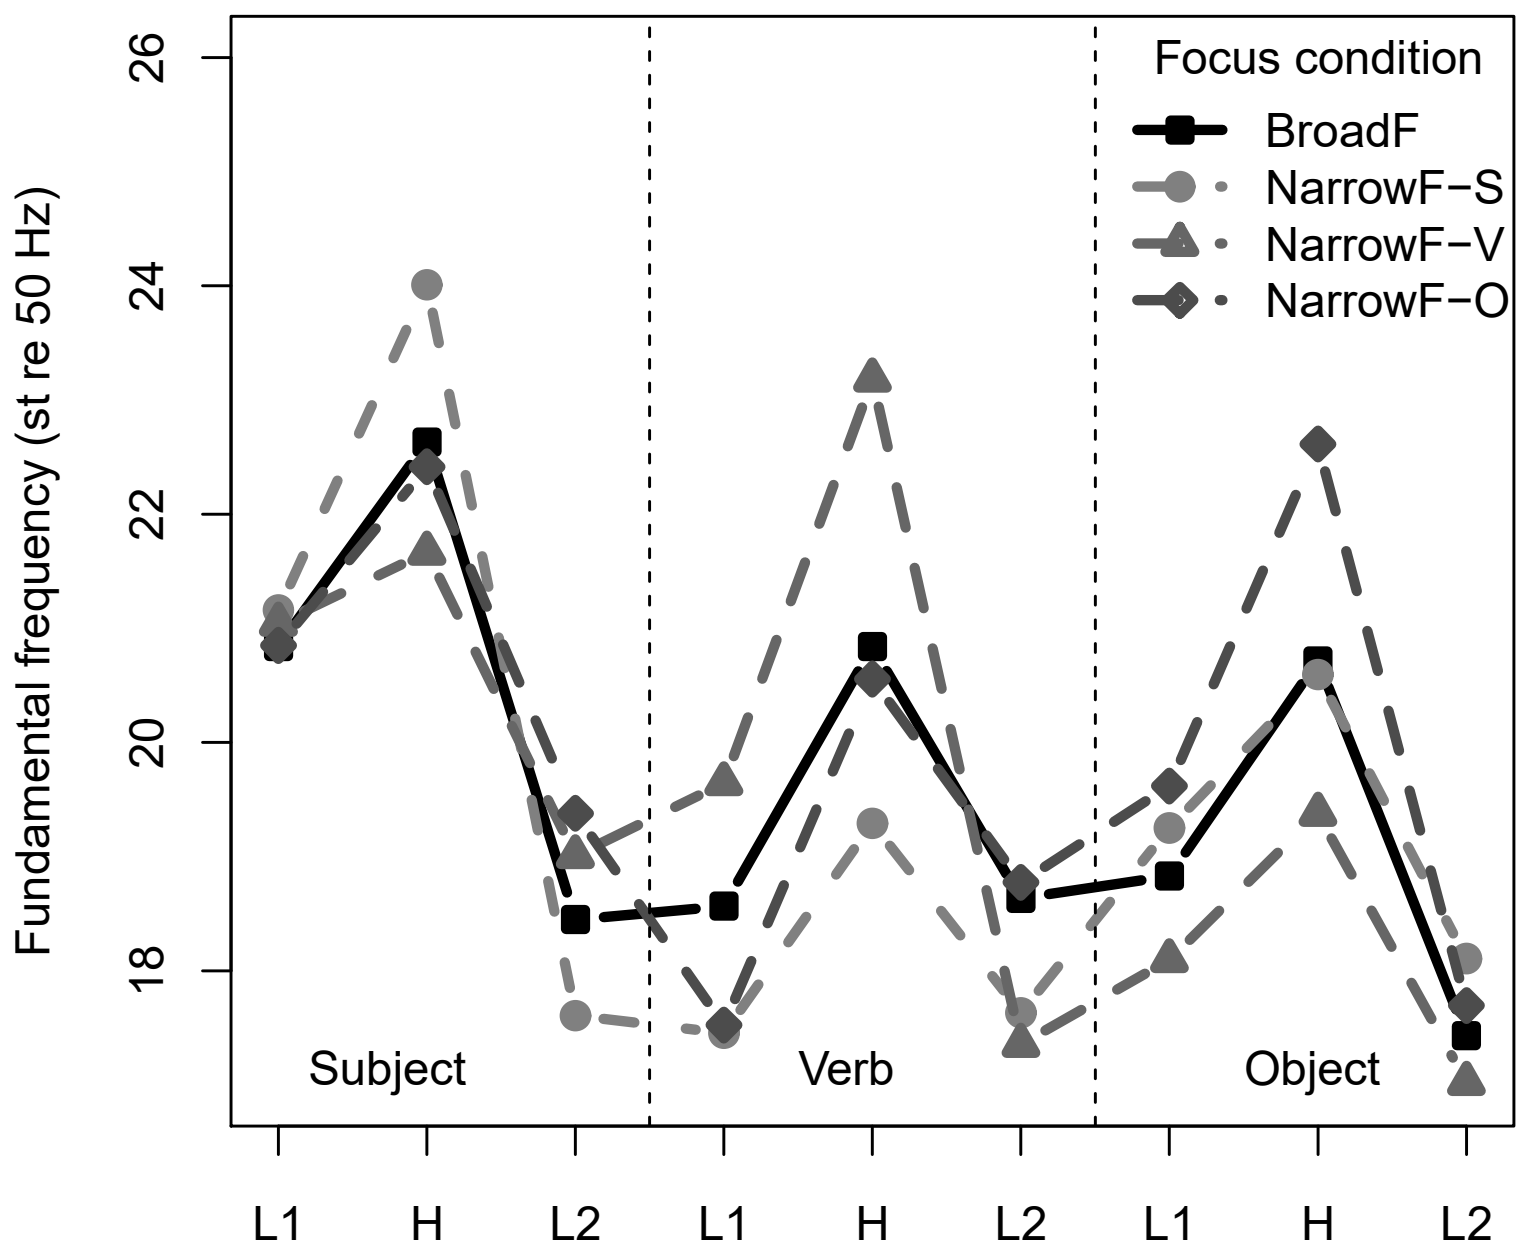 Focus condition
BroadF
NarrowF−S
NarrowF−V
NarrowF−O
Fundamental frequency (st re 50 Hz)
26
24
22
20
18
Subject Verb Object
L1 H L2 L1 H L2 L1 H L2